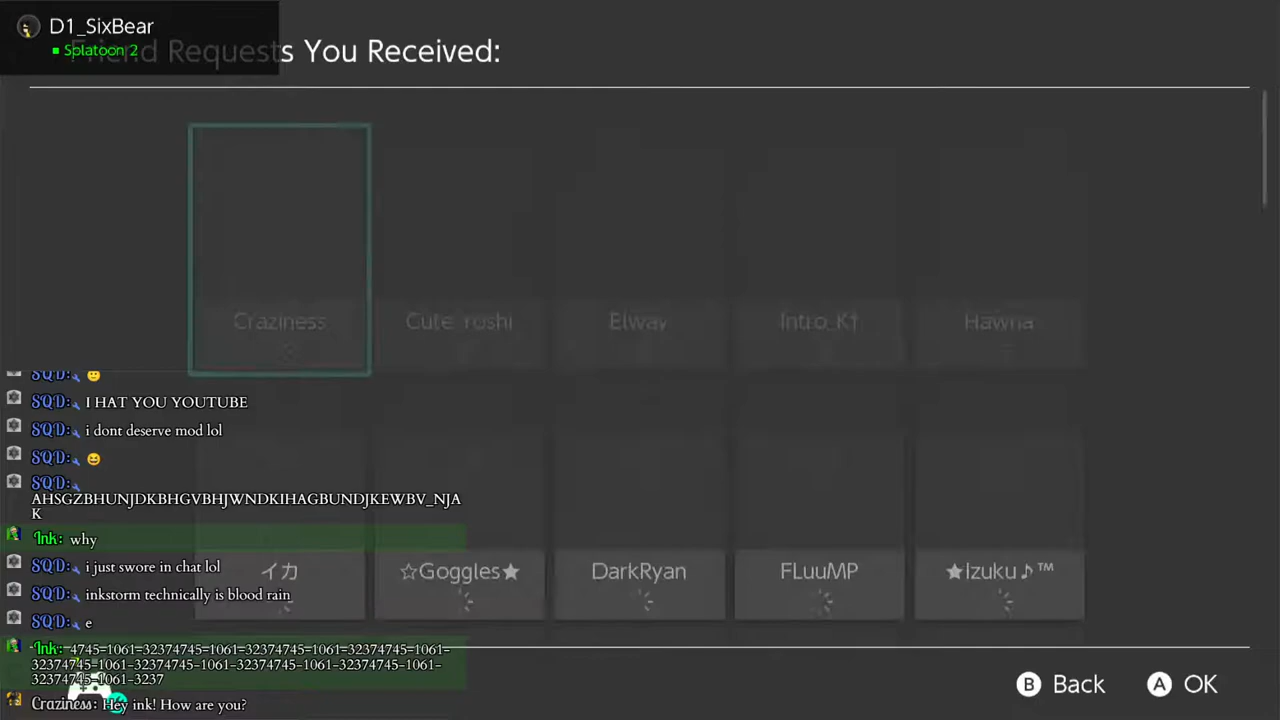 D1_SixBear
Splatoon 2
Friend Requests You Received:
Craziness
Cute Yoshi
Elway
Intro_K†
Hawna
SQD: 🙂
SQD: I HAT YOU YOUTUBE
SQD: i dont deserve mod lol
SQD: 😆
SQD:
AHSGZBHUNJDKBHGVBHJWNDKIHAGBUNDJKEWBV_NJA
K
Ink: why
SQD: i just swore in chat lol
イカ
☆Goggles★
DarkRyan
FLuuMP
★Izuku♪™
SQD: inkstorm technically is blood rain
SQD: e
Ink: 4745-1061-32374745-1061-32374745-1061-32374745-1061-
32374745-1061-32374745-1061-32374745-1061-32374745-1061-
32374745-1061-3237
Craziness: Hey ink! How are you?
B Back
A OK